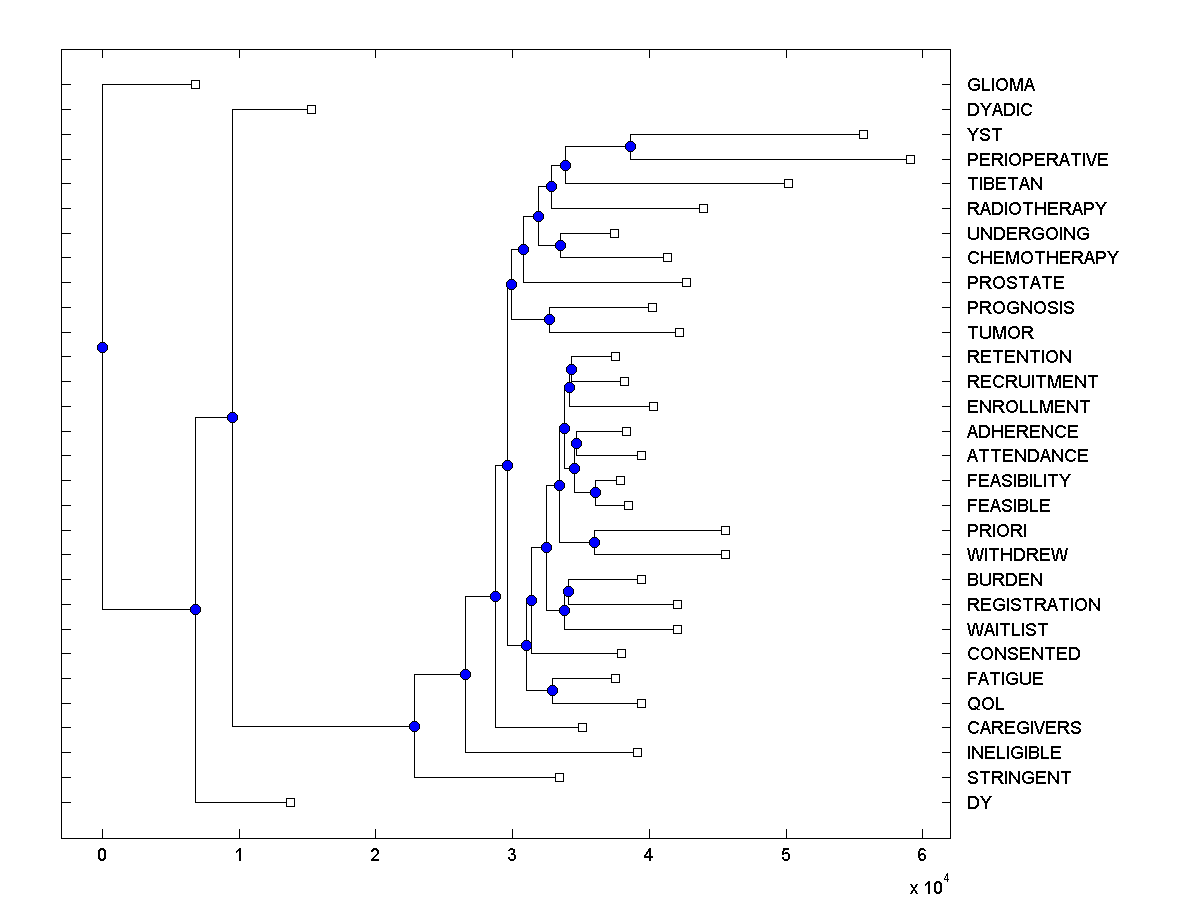 GLIOMA
DYADIC
YST
PERIOPERATIVE
TIBETAN
RADIOTHERAPY
UNDERGOING
CHEMOTHERAPY
PROSTATE
PROGNOSIS
TUMOR
RETENTION
RECRUITMENT
ENROLLMENT
ADHERENCE
ATTENDANCE
FEASIBILITY
FEASIBLE
PRIORI
WITHDREW
BURDEN
REGISTRATION
WAITLIST
CONSENTED
FATIGUE
QOL
CAREGIVERS
INELIGIBLE
STRINGENT
DY
0 1 2 3 4 5 6
x 10^4